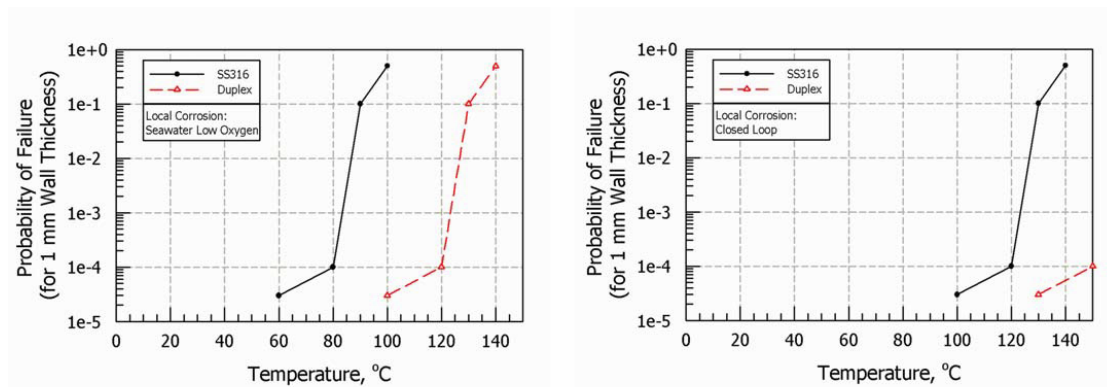 1e+0
1e-1
1e-2
1e-3
1e-4
1e-5
Probability of Failure
(for 1 mm Wall Thickness)
SS316
Duplex
Local Corrosion:
Seawater Low Oxygen
0 20 40 60 80 100 120 140
Temperature, °C
1e+0
1e-1
1e-2
1e-3
1e-4
1e-5
Probability of Failure
(for 1 mm Wall Thickness)
SS316
Duplex
Local Corrosion:
Closed Loop
0 20 40 60 80 100 120 140
Temperature, °C